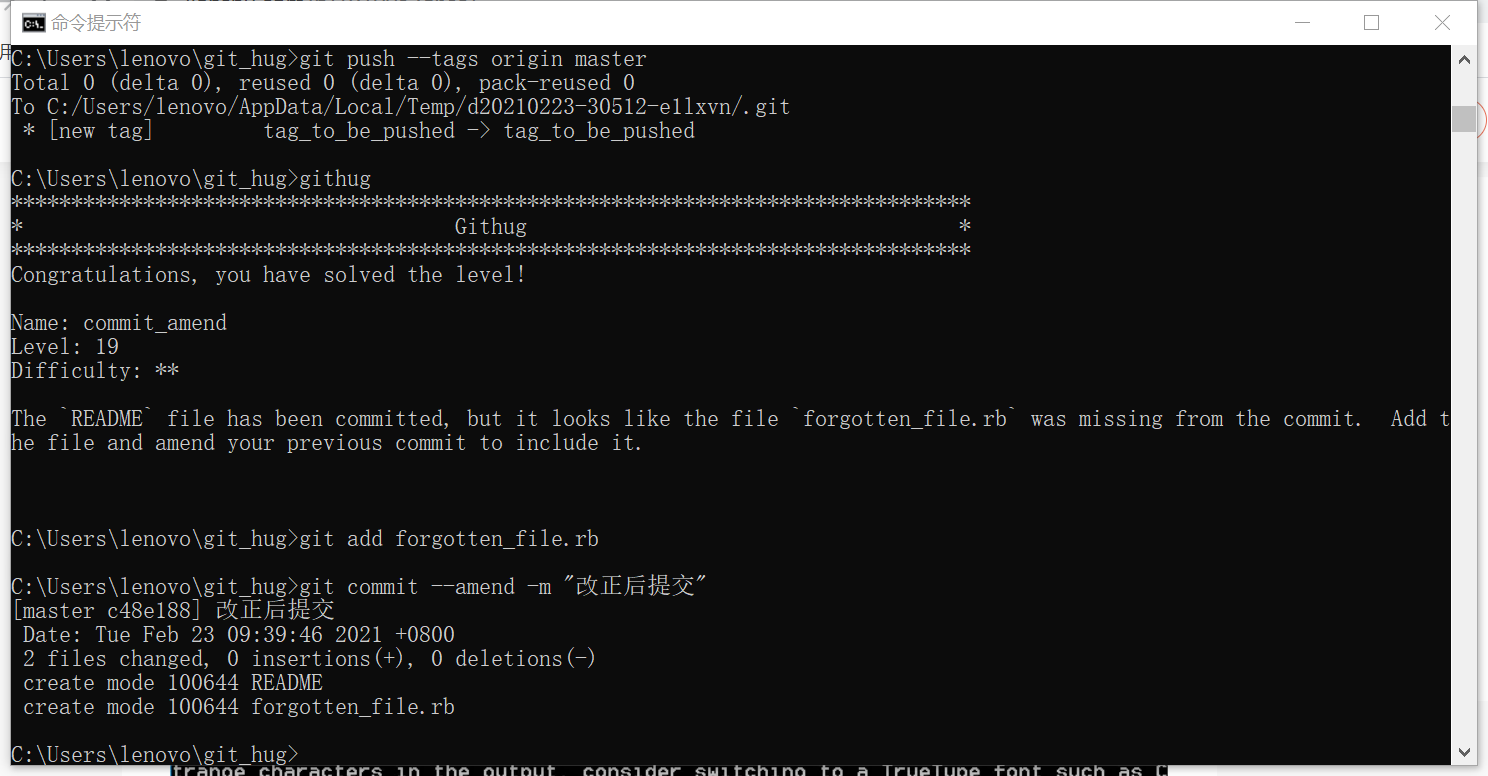 命令提示符
C:\Users\lenovo\git_hug>git push --tags origin master
Total 0 (delta 0), reused 0 (delta 0), pack-reused 0
To C:/Users/lenovo/AppData/Local/Temp/d20210223-30512-e1lxvn/.git
 * [new tag]         tag_to_be_pushed -> tag_to_be_pushed
C:\Users\lenovo\git_hug>githug
********************************************************************************
*                                    Githug                                    *
********************************************************************************
Congratulations, you have solved the level!
Name: commit_amend
Level: 19
Difficulty: **
The `README` file has been committed, but it looks like the file `forgotten_file.rb` was missing from the commit.  Add t
he file and amend your previous commit to include it.
C:\Users\lenovo\git_hug>git add forgotten_file.rb
C:\Users\lenovo\git_hug>git commit --amend -m "改正后提交"
[master c48e188] 改正后提交
 Date: Tue Feb 23 09:39:46 2021 +0800
 2 files changed, 0 insertions(+), 0 deletions(-)
 create mode 100644 README
 create mode 100644 forgotten_file.rb
C:\Users\lenovo\git_hug>
trange characters in the output, consider switching to a TrueType font such as C